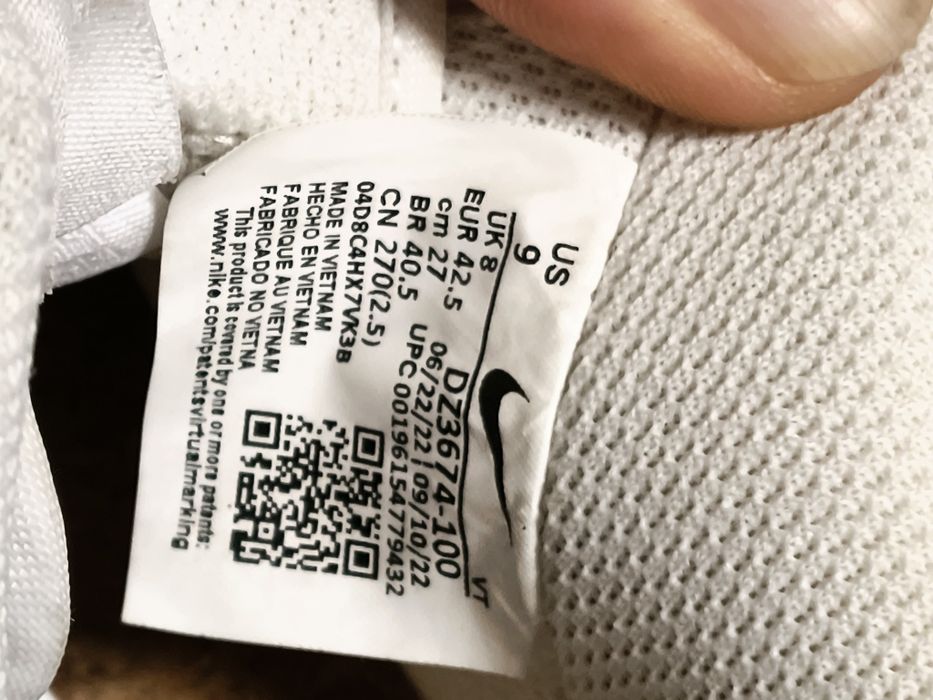 US
9
UK 8
EUR 42.5
cm 27
BR 40.5
CN 270(2.5)
VT
DZ3674-100
06/22/22 | 09/10/22
UPC 00196154779432
04D8C4HX7VK3B
MADE IN VIETNAM
HECHO EN VIETNAM
FABRIQUE AU VIETNAM
FABRICADO NO VIETNA
This product is covered by one or more patents:
www.nike.com/patentsvirtualmarking